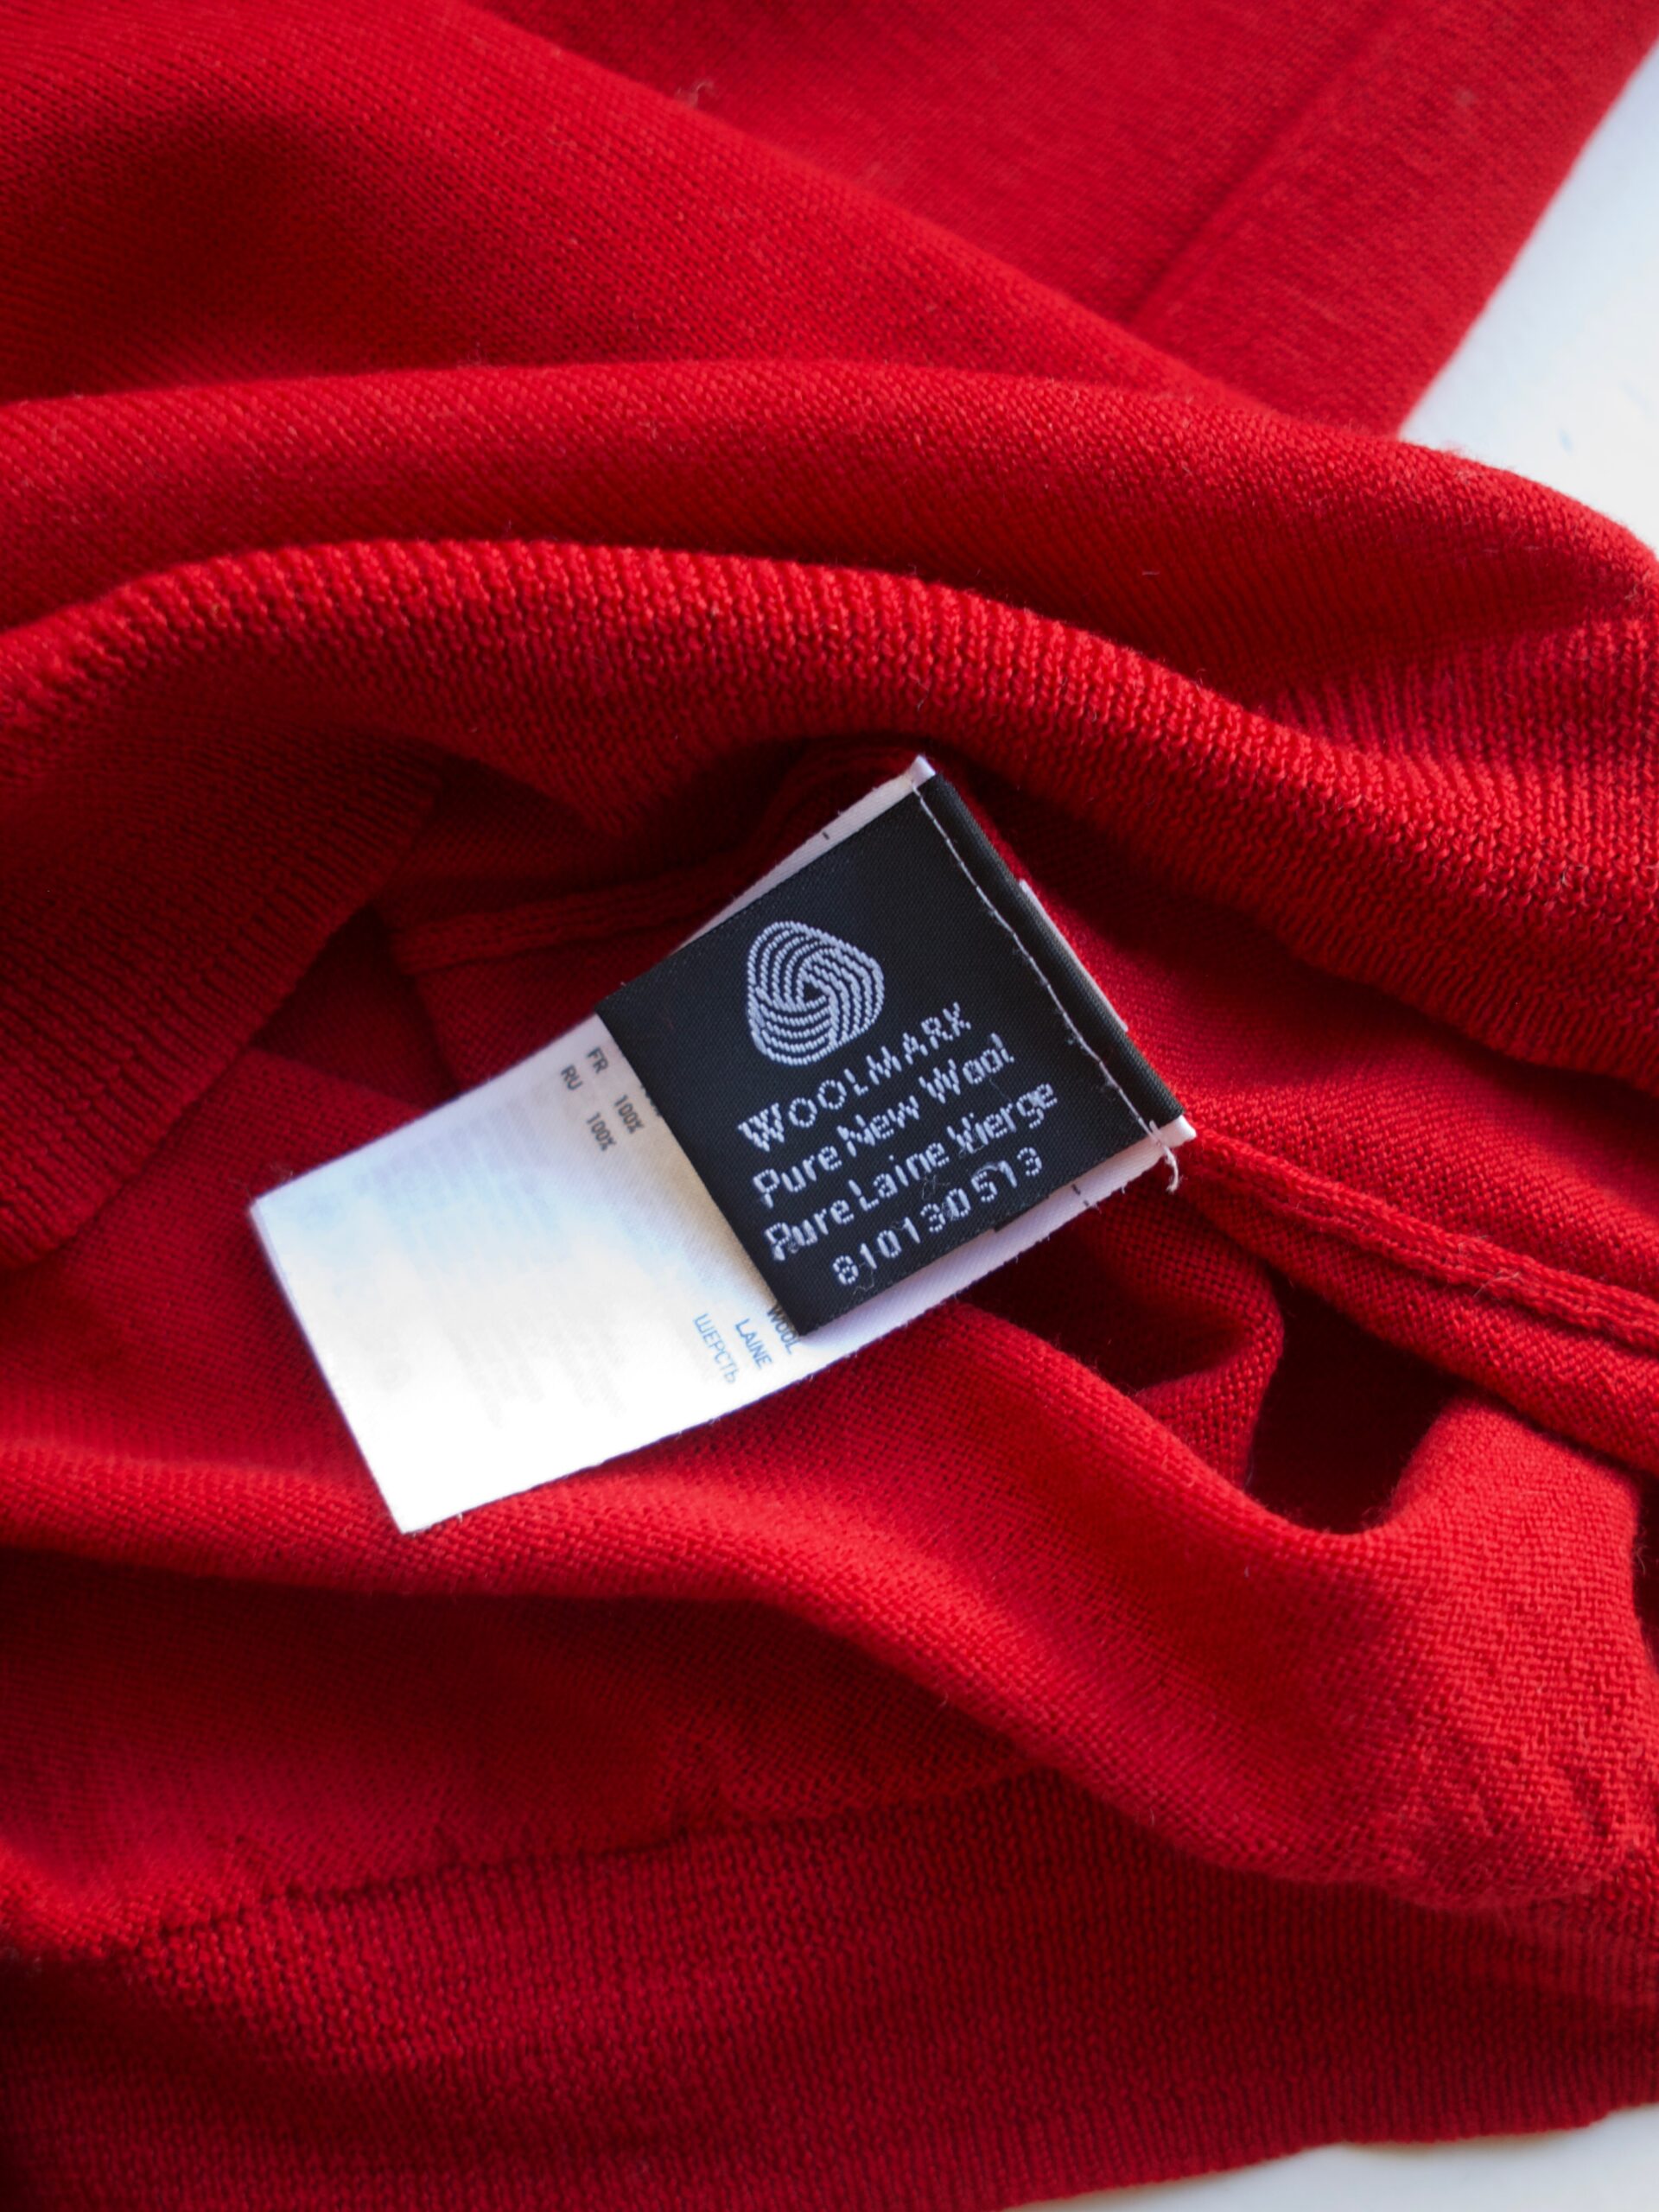 WOOLMARK
Pure New Wool
Pure Laine Vierge
810130513
WOOL
FR 100% LAINE
RU 100% ШЕРСТЬ